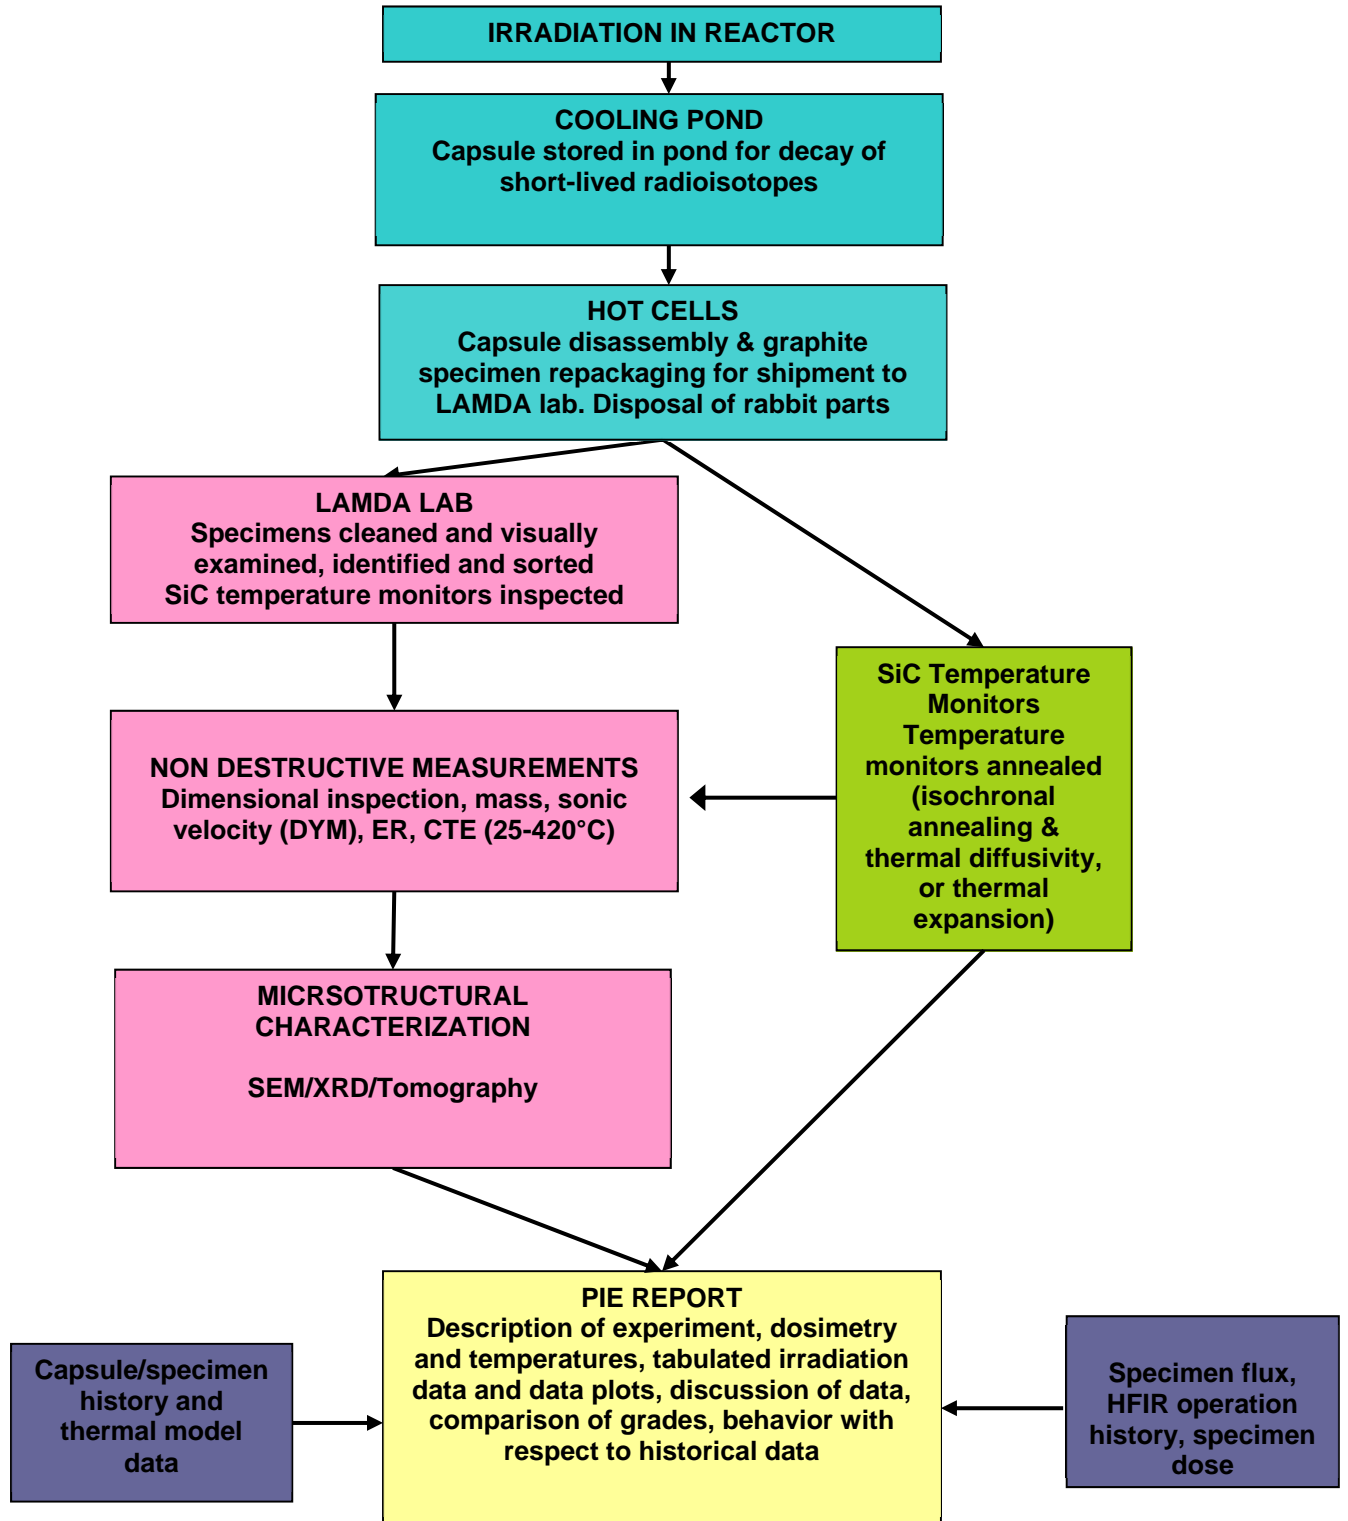 IRRADIATION IN REACTOR
COOLING POND
Capsule stored in pond for decay of
short-lived radioisotopes
HOT CELLS
Capsule disassembly & graphite
specimen repackaging for shipment to
LAMDA lab. Disposal of rabbit parts
LAMDA LAB
Specimens cleaned and visually
examined, identified and sorted
SiC temperature monitors inspected
SiC Temperature
Monitors
Temperature
monitors annealed
(isochronal
annealing &
thermal diffusivity,
or thermal
expansion)
NON DESTRUCTIVE MEASUREMENTS
Dimensional inspection, mass, sonic
velocity (DYM), ER, CTE (25-420°C)
MICRSOTRUCTURAL
CHARACTERIZATION
SEM/XRD/Tomography
PIE REPORT
Description of experiment, dosimetry
and temperatures, tabulated irradiation
data and data plots, discussion of data,
comparison of grades, behavior with
respect to historical data
Capsule/specimen
history and
thermal model
data
Specimen flux,
HFIR operation
history, specimen
dose